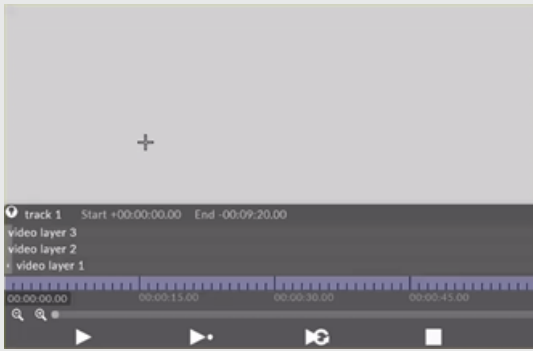 track 1 Start +00:00:00.00 End -00:09:20.00
video layer 3
video layer 2
video layer 1
00:00:00.00 00:00:15.00 00:00:30.00 00:00:45.00